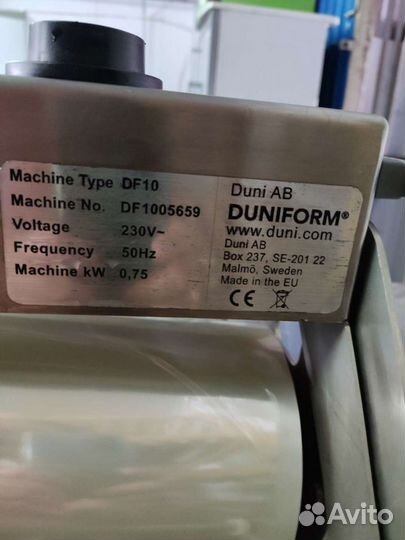 Machine Type DF10
Machine No. DF1005659
Voltage 230V~
Frequency 50Hz
Machine kW 0,75
Duni AB
DUNIFORM®
www.duni.com
Duni AB
Box 237, SE-201 22
Malmö, Sweden
Made in the EU
CE
Avito